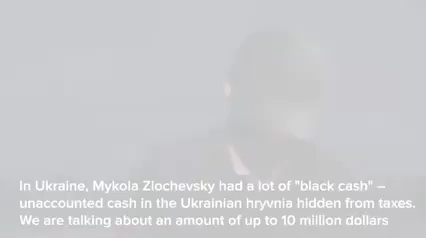 In Ukraine, Mykola Zlochevsky had a lot of "black cash" –
unaccounted cash in the Ukrainian hryvnia hidden from taxes.
We are talking about an amount of up to 10 million dollars